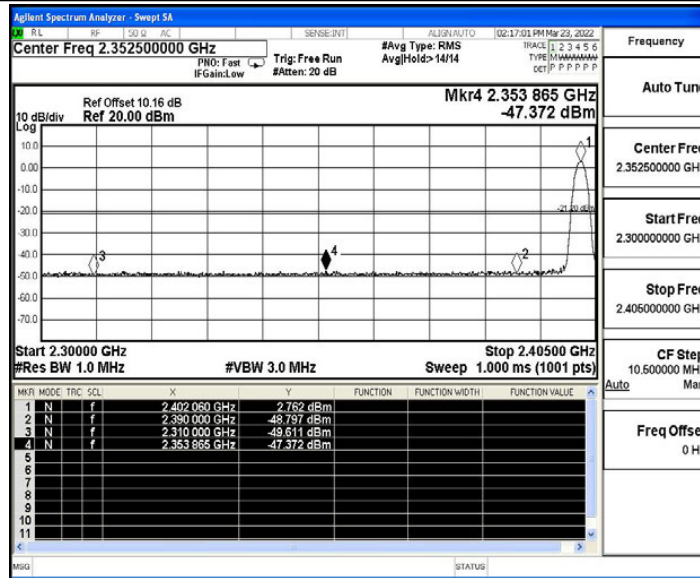 Agilent Spectrum Analyzer - Swept SA
RL RF 50 Ω AC SENSE:INT ALIGN AUTO 02:17:01 PM Mar 23, 2022
Center Freq 2.352500000 GHz
PNO: Fast
IFGain:Low
Trig: Free Run
#Atten: 20 dB
#Avg Type: RMS
Avg|Hold:> 14/14
TRACE 1 2 3 4 5 6
TYPE M W W W W W
DET P P P P P P
Ref Offset 10.16 dB
10 dB/div Ref 20.00 dBm
Log
Mkr4 2.353 865 GHz
-47.372 dBm
10.0
0.00
-10.0
-20.0
-30.0
-40.0
-50.0
-60.0
-70.0
1
2
3
4
-21.20 dBm
Start 2.30000 GHz Stop 2.40500 GHz
#Res BW 1.0 MHz #VBW 3.0 MHz Sweep 1.000 ms (1001 pts)
MKR MODE TRC SCL X Y FUNCTION FUNCTION WIDTH FUNCTION VALUE
1 N f 2.402 060 GHz 2.762 dBm
2 N f 2.390 000 GHz -48.797 dBm
3 N f 2.310 000 GHz -49.611 dBm
4 N f 2.353 865 GHz -47.372 dBm
5
6
7
8
9
10
11
MSG STATUS
Frequency
Auto Tun
Center Fre
2.352500000 GH
Start Fre
2.300000000 GH
Stop Fre
2.405000000 GH
CF Ste
10.500000 MH
Auto Ma
Freq Offse
0 H